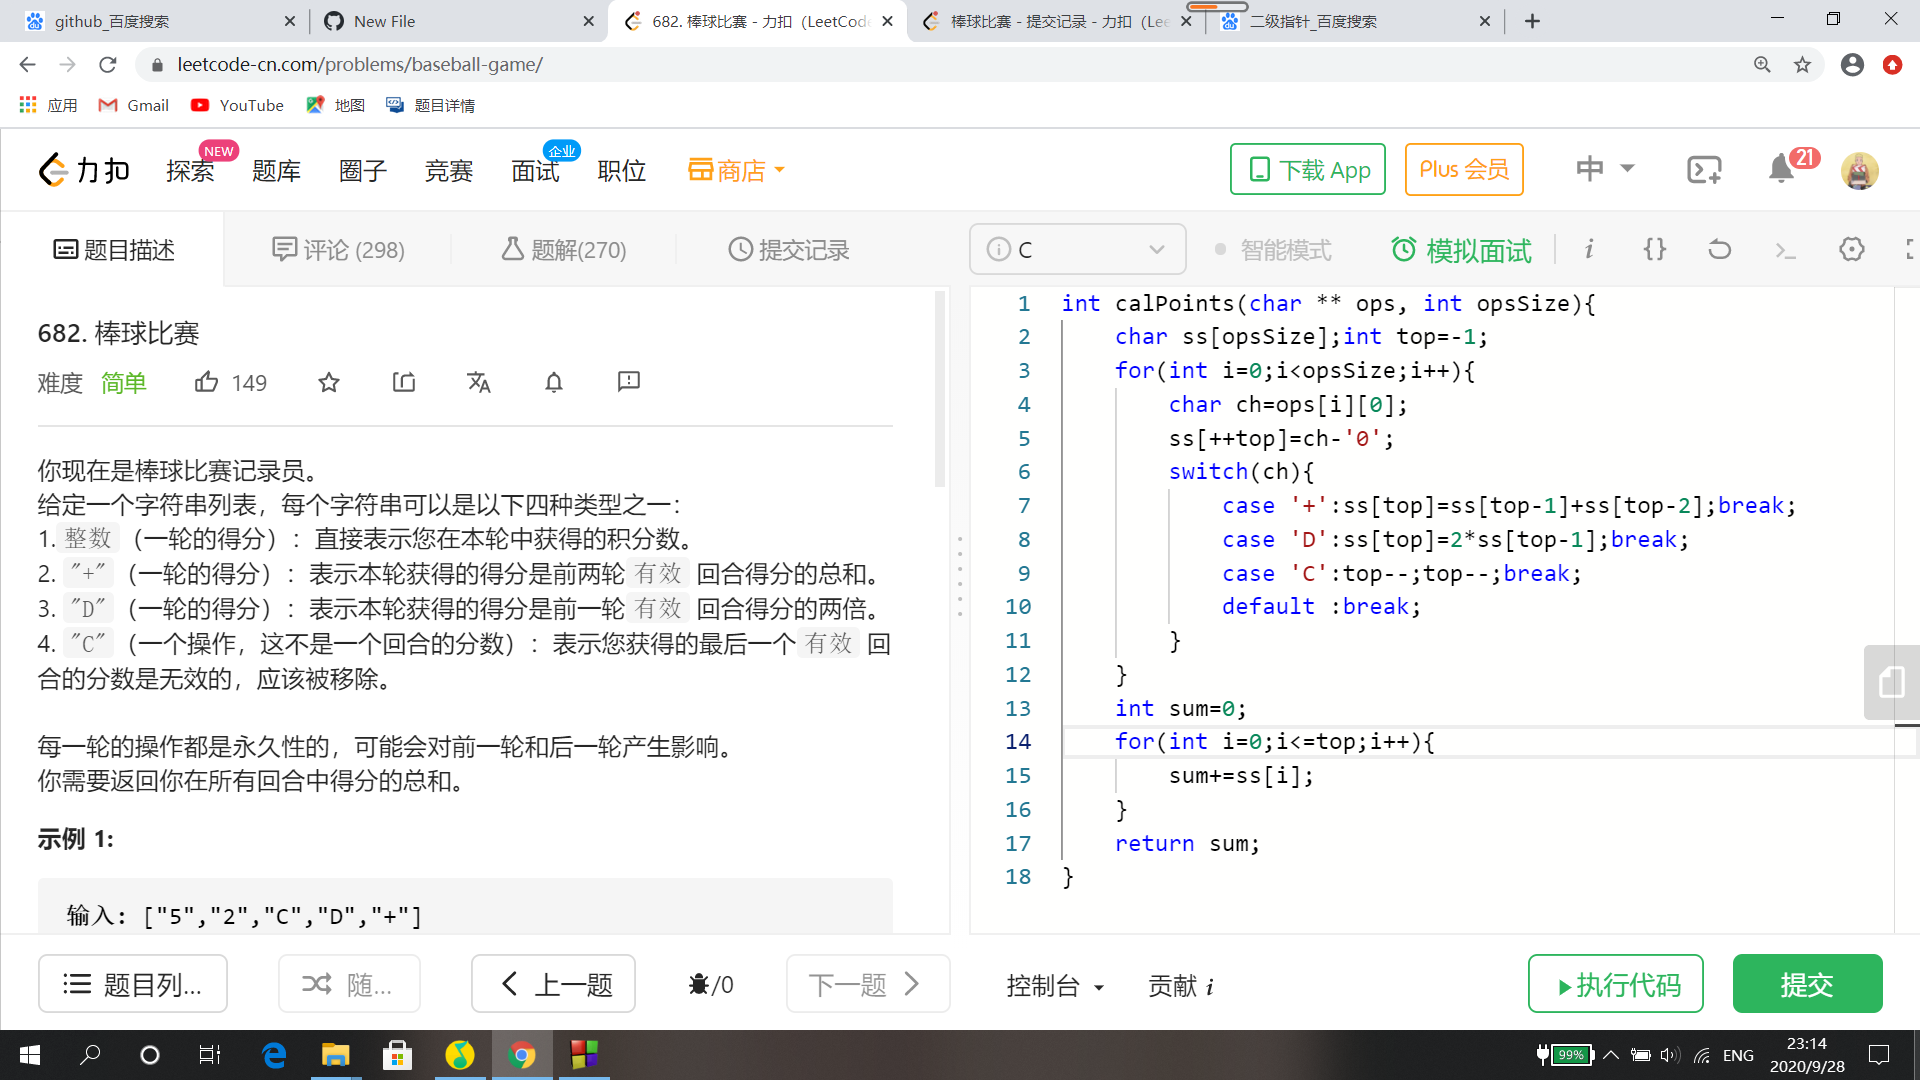 github_百度搜索
New File
682. 棒球比赛 - 力扣 (LeetCode
棒球比赛 - 提交记录 - 力扣 (Lee
二级指针_百度搜索
leetcode-cn.com/problems/baseball-game/
应用
Gmail
YouTube
地图
题目详情
力扣
探索
NEW
题库
圈子
竞赛
面试
企业
职位
商店
下载 App
Plus 会员
中
21
题目描述
评论 (298)
题解(270)
提交记录
C
智能模式
模拟面试
i
{}
682. 棒球比赛
难度 简单
149
你现在是棒球比赛记录员。
给定一个字符串列表，每个字符串可以是以下四种类型之一：
1. 整数 （一轮的得分）：直接表示您在本轮中获得的积分数。
2. "+" （一轮的得分）：表示本轮获得的得分是前两轮 有效 回合得分的总和。
3. "D" （一轮的得分）：表示本轮获得的得分是前一轮 有效 回合得分的两倍。
4. "C" （一个操作，这不是一个回合的分数）：表示您获得的最后一个 有效 回
合的分数是无效的，应该被移除。
每一轮的操作都是永久性的，可能会对前一轮和后一轮产生影响。
你需要返回你在所有回合中得分的总和。
示例 1:
输入: ["5","2","C","D","+"]
1 int calPoints(char ** ops, int opsSize){
2 char ss[opsSize];int top=-1;
3 for(int i=0;i<opsSize;i++){
4 char ch=ops[i][0];
5 ss[++top]=ch-'0';
6 switch(ch){
7 case '+':ss[top]=ss[top-1]+ss[top-2];break;
8 case 'D':ss[top]=2*ss[top-1];break;
9 case 'C':top--;top--;break;
10 default :break;
11 }
12 }
13 int sum=0;
14 for(int i=0;i<=top;i++){
15 sum+=ss[i];
16 }
17 return sum;
18 }
题目列...
随...
上一题
/0
下一题
控制台
贡献 i
执行代码
提交
99%
ENG
23:14
2020/9/28